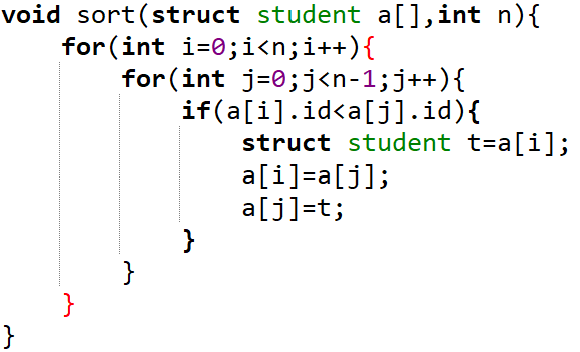 void sort(struct student a[],int n){
    for(int i=0;i<n;i++){
        for(int j=0;j<n-1;j++){
            if(a[i].id<a[j].id){
                struct student t=a[i];
                a[i]=a[j];
                a[j]=t;
            }
        }
    }
}